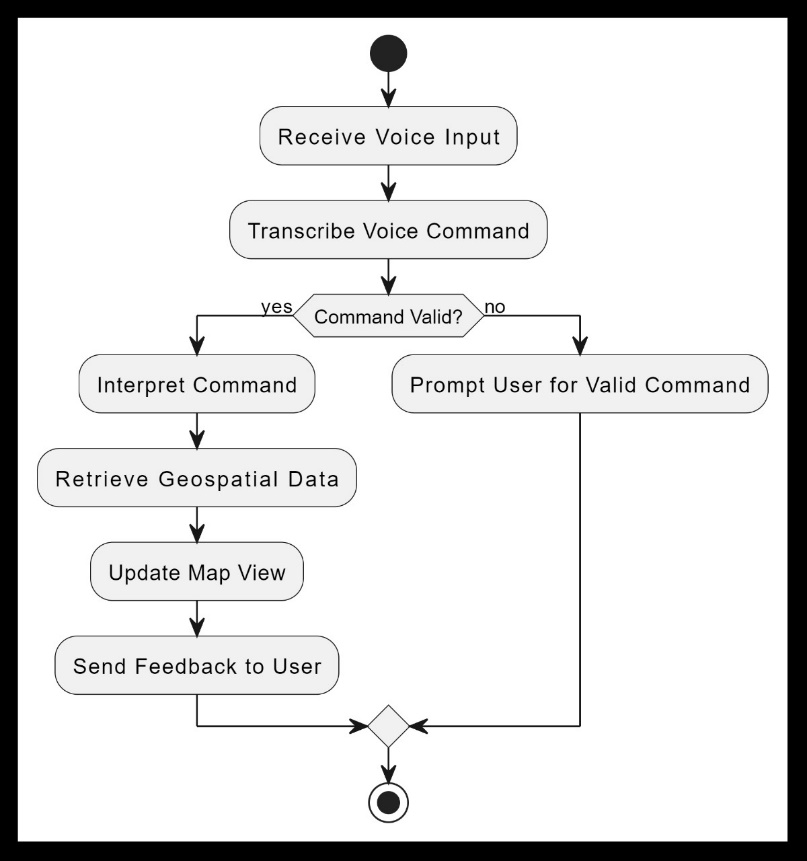 Receive Voice Input
Transcribe Voice Command
yes
Command Valid?
no
Interpret Command
Prompt User for Valid Command
Retrieve Geospatial Data
Update Map View
Send Feedback to User